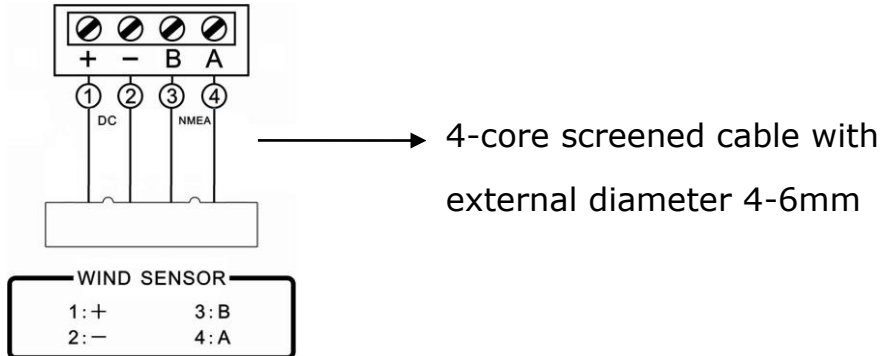 + − B A
① ② ③ ④
DC NMEA
4-core screened cable with
external diameter 4-6mm
WIND SENSOR
1:+ 3:B
2:− 4:A